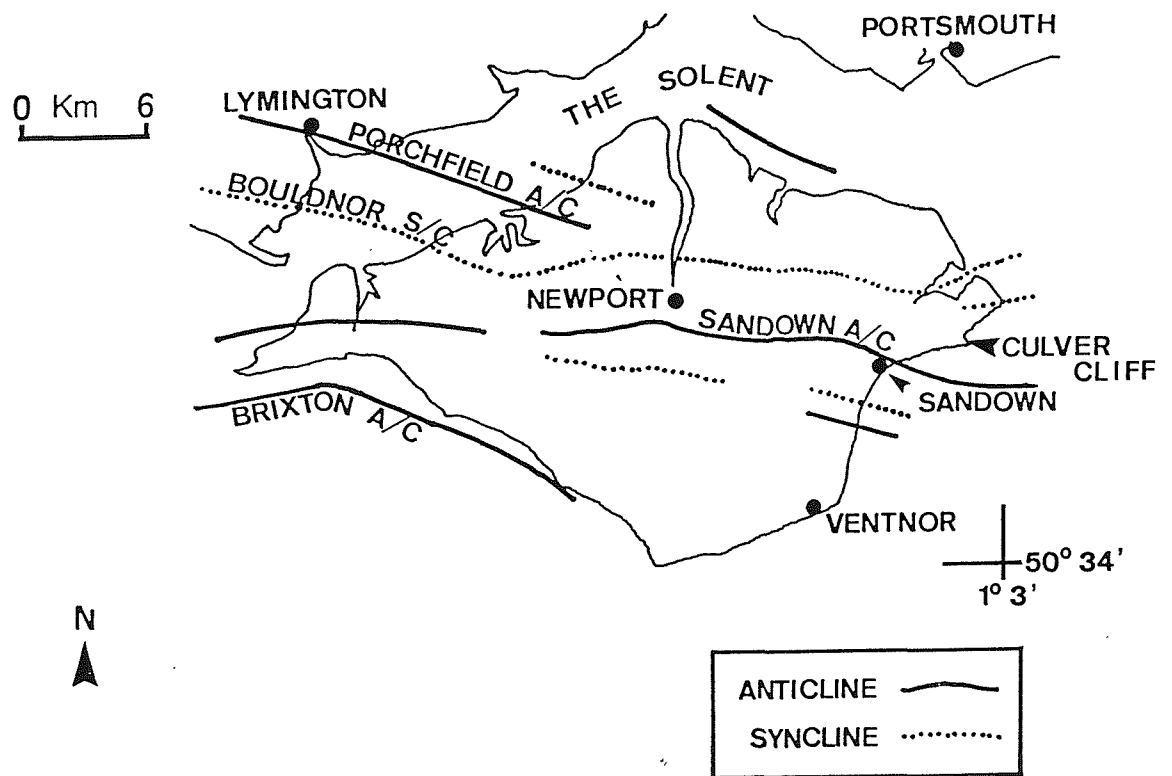 PORTSMOUTH
0 Km 6
THE SOLENT
LYMINGTON
PORCHFIELD A/C
BOULDNOR S/C
NEWPORT
SANDOWN A/C
CULVER
CLIFF
SANDOWN
BRIXTON A/C
VENTNOR
50° 34'
1° 3'
N
ANTICLINE
SYNCLINE